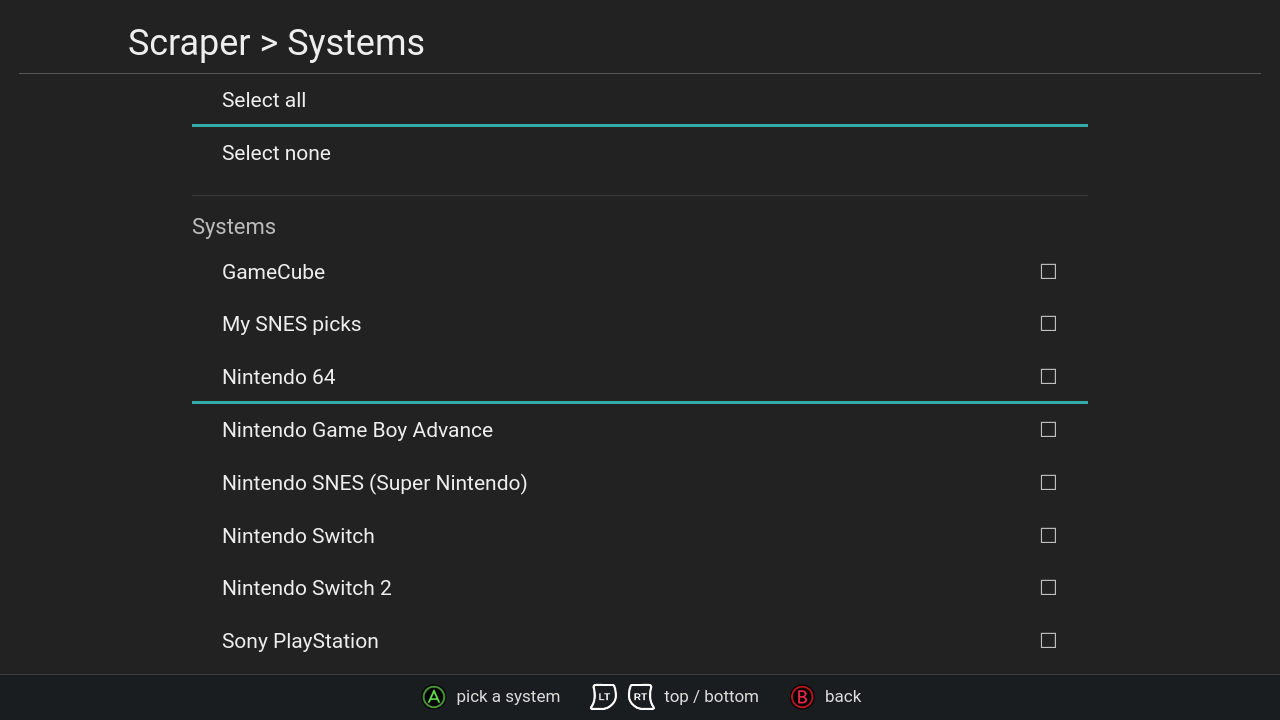 Scraper > Systems
Select all
Select none
Systems
GameCube
My SNES picks
Nintendo 64
Nintendo Game Boy Advance
Nintendo SNES (Super Nintendo)
Nintendo Switch
Nintendo Switch 2
Sony PlayStation
A pick a system LT RT top / bottom B back